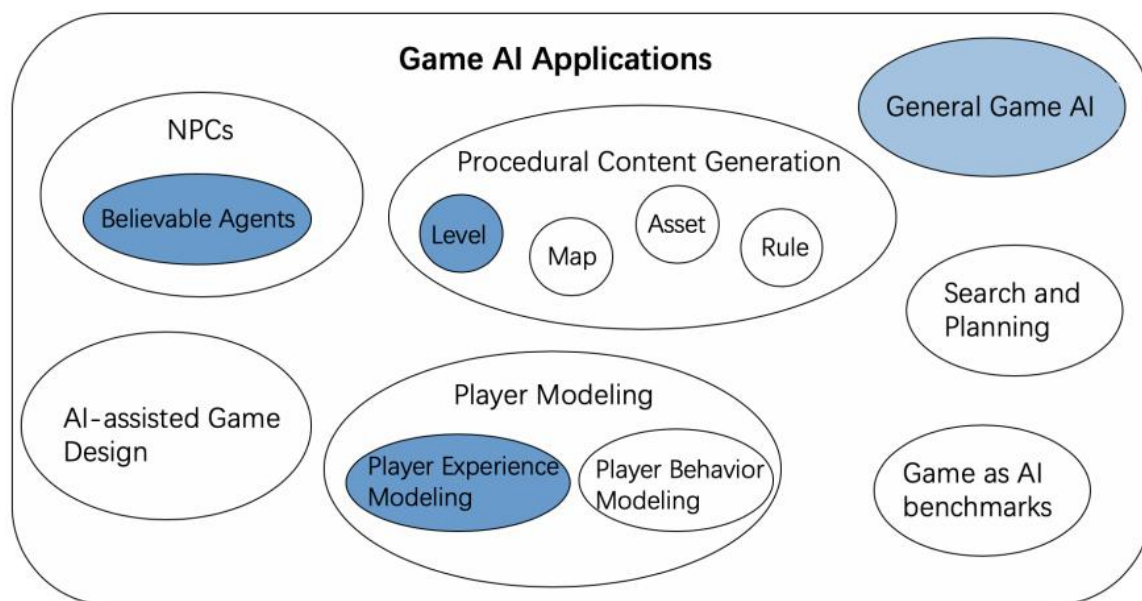 Game AI Applications
General Game AI
NPCs
Believable Agents
Procedural Content Generation
Level
Map
Asset
Rule
Search and
Planning
AI-assisted Game
Design
Player Modeling
Player Experience
Modeling
Player Behavior
Modeling
Game as AI
benchmarks